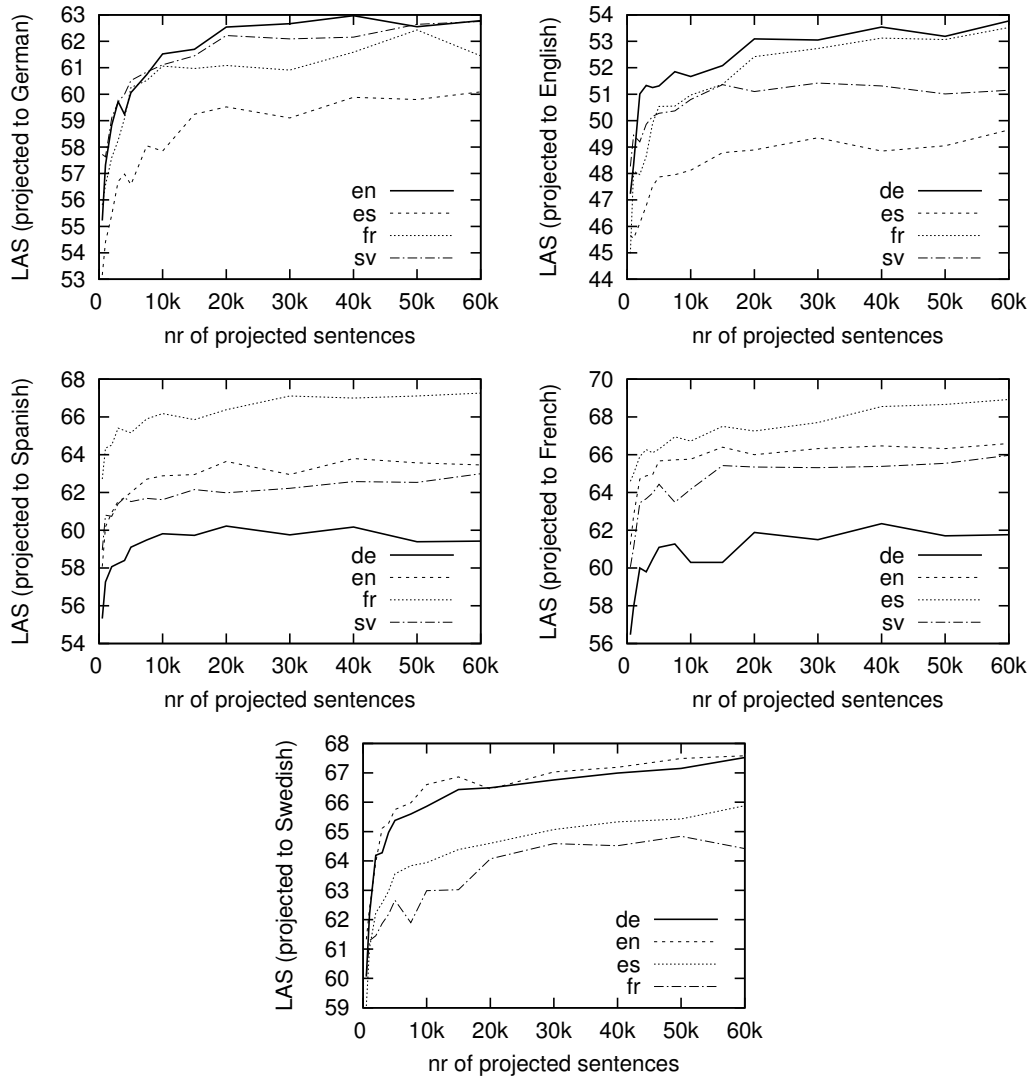 63
62
61
60
59
58
57
56
55
54
53
LAS (projected to German)
en
es
fr
sv
0 10k 20k 30k 40k 50k 60k
nr of projected sentences
54
53
52
51
50
49
48
47
46
45
44
LAS (projected to English)
de
es
fr
sv
0 10k 20k 30k 40k 50k 60k
nr of projected sentences
68
66
64
62
60
58
56
54
LAS (projected to Spanish)
de
en
fr
sv
0 10k 20k 30k 40k 50k 60k
nr of projected sentences
70
68
66
64
62
60
58
56
LAS (projected to French)
de
en
es
sv
0 10k 20k 30k 40k 50k 60k
nr of projected sentences
68
67
66
65
64
63
62
61
60
59
LAS (projected to Swedish)
de
en
es
fr
0 10k 20k 30k 40k 50k 60k
nr of projected sentences